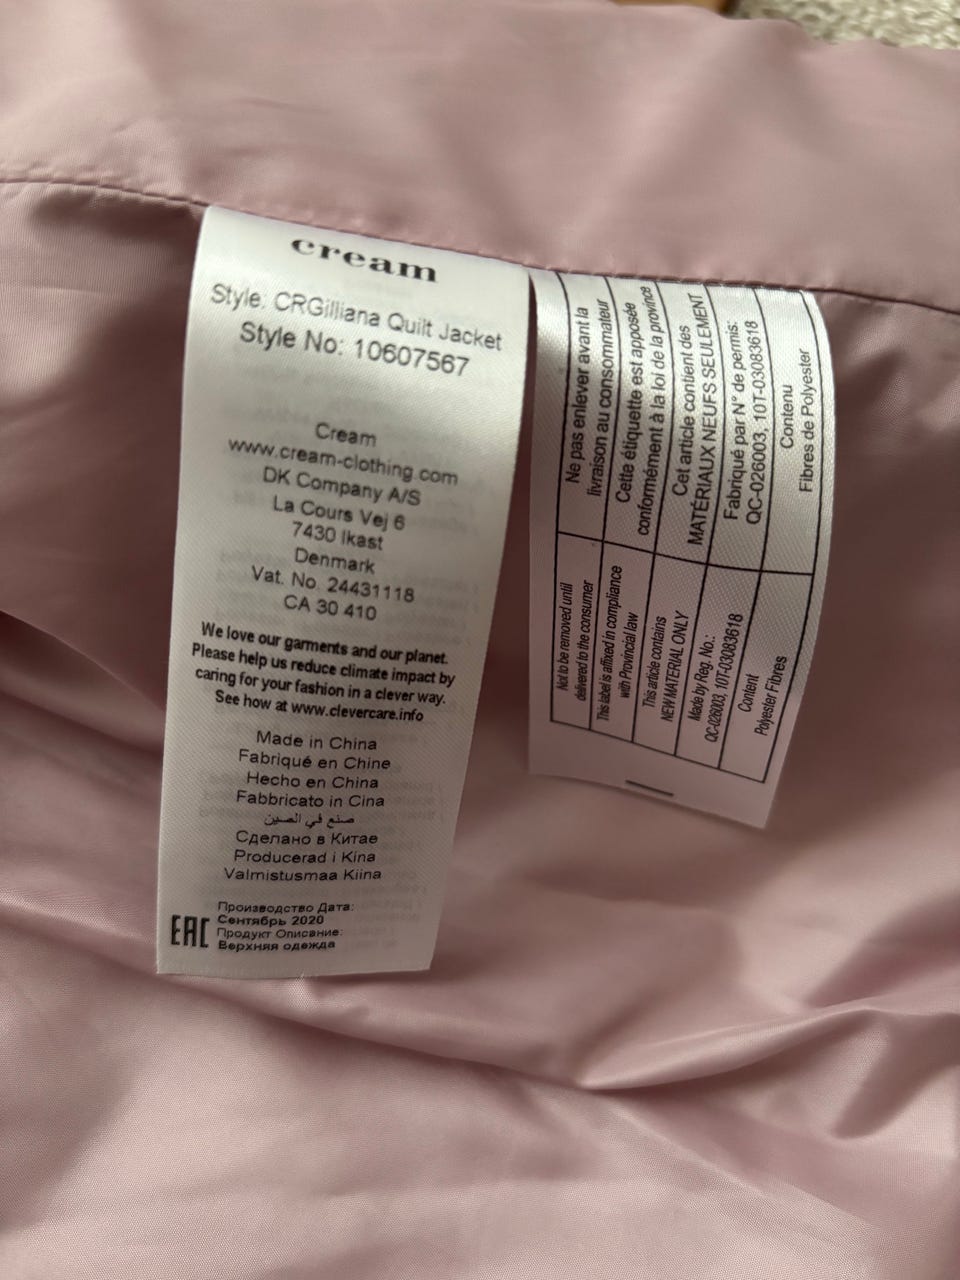 cream
Style: CRGilliana Quilt Jacket
Style No: 10607567
Cream
www.cream-clothing.com
DK Company A/S
La Cours Vej 6
7430 Ikast
Denmark
Vat. No. 24431118
CA 30 410
We love our garments and our planet.
Please help us reduce climate impact by
caring for your fashion in a clever way.
See how at www.clevercare.info
Made in China
Fabriqué en Chine
Hecho en China
Fabbricato in Cina
صنع في الصين
Сделано в Китае
Producerad i Kina
Valmistusmaa Kiina
EAC
Производство Дата:
Сентябрь 2020
Продукт Описание:
Верхняя одежда
Not to be removed until
delivered to the consumer
This label is affixed in compliance
with Provincial law
This article contains
NEW MATERIAL ONLY
Made by Reg. No.:
QC-026003, 10T-03083618
Content
Polyester Fibres
Ne pas enlever avant la
livraison au consommateur
Cette étiquette est apposée
conformément à la loi de la province
Cet article contient des
MATÉRIAUX NEUFS SEULEMENT
Fabriqué par N° de permis:
QC-026003, 10T-03083618
Contenu
Fibres de Polyester